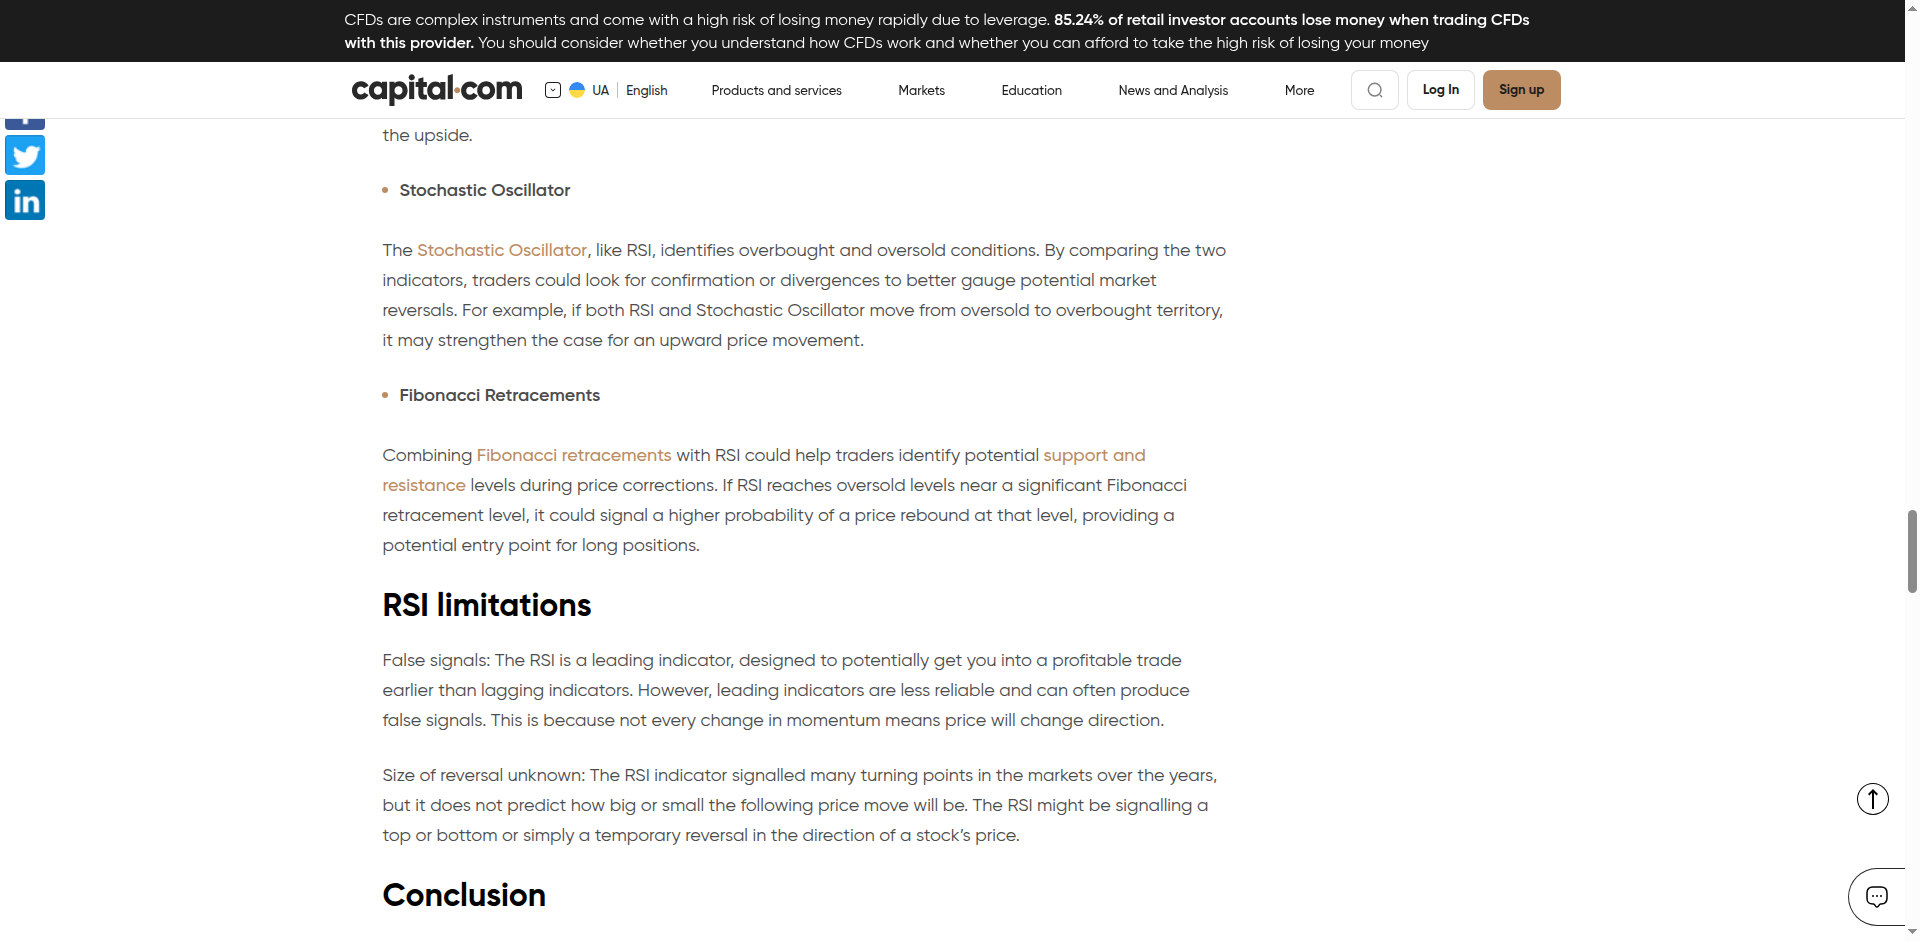 CFDs are complex instruments and come with a high risk of losing money rapidly due to leverage. 85.24% of retail investor accounts lose money when trading CFDs
with this provider. You should consider whether you understand how CFDs work and whether you can afford to take the high risk of losing your money
capital.com UA English Products and services Markets Education News and Analysis More Log In Sign up
the upside.
Stochastic Oscillator
The Stochastic Oscillator, like RSI, identifies overbought and oversold conditions. By comparing the two
indicators, traders could look for confirmation or divergences to better gauge potential market
reversals. For example, if both RSI and Stochastic Oscillator move from oversold to overbought territory,
it may strengthen the case for an upward price movement.
Fibonacci Retracements
Combining Fibonacci retracements with RSI could help traders identify potential support and
resistance levels during price corrections. If RSI reaches oversold levels near a significant Fibonacci
retracement level, it could signal a higher probability of a price rebound at that level, providing a
potential entry point for long positions.
RSI limitations
False signals: The RSI is a leading indicator, designed to potentially get you into a profitable trade
earlier than lagging indicators. However, leading indicators are less reliable and can often produce
false signals. This is because not every change in momentum means price will change direction.
Size of reversal unknown: The RSI indicator signalled many turning points in the markets over the years,
but it does not predict how big or small the following price move will be. The RSI might be signalling a
top or bottom or simply a temporary reversal in the direction of a stock’s price.
Conclusion